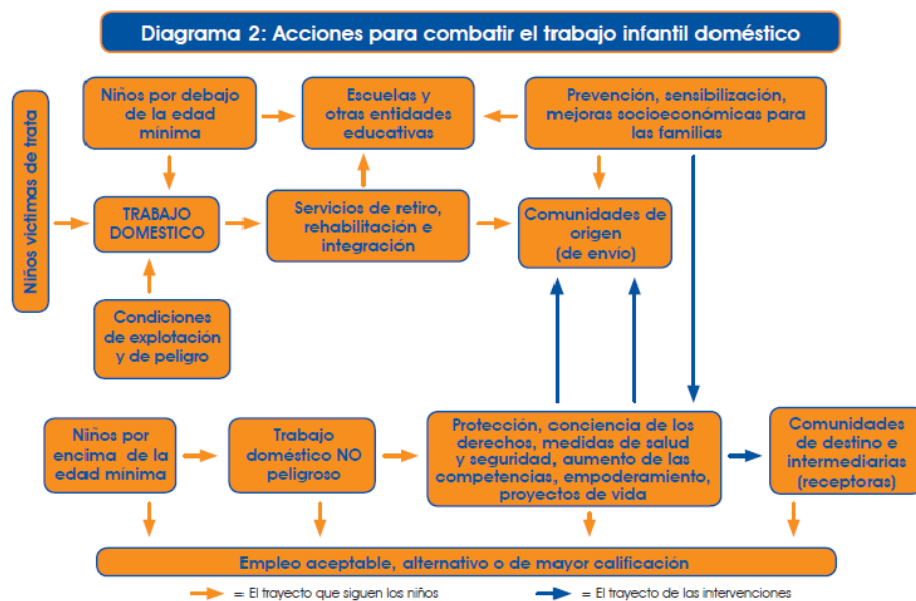 Diagrama 2: Acciones para combatir el trabajo infantil doméstico
Niños victimas de trata
Niños por debajo
de la edad
mínima
Escuelas y
otras entidades
educativas
Prevención, sensibilización,
mejoras socioeconómicas para
las familias
TRABAJO
DOMESTICO
Servicios de retiro,
rehabilitación e
integración
Comunidades de
origen
(de envío)
Condiciones
de explotación
y de peligro
Niños por
encima de la
edad mínima
Trabajo
doméstico NO
peligroso
Protección, conciencia de los
derechos, medidas de salud
y seguridad, aumento de las
competencias, empoderamiento,
proyectos de vida
Comunidades
de destino e
intermediarias
(receptoras)
Empleo aceptable, alternativo o de mayor calificación
= El trayecto que siguen los niños
= El trayecto de las intervenciones